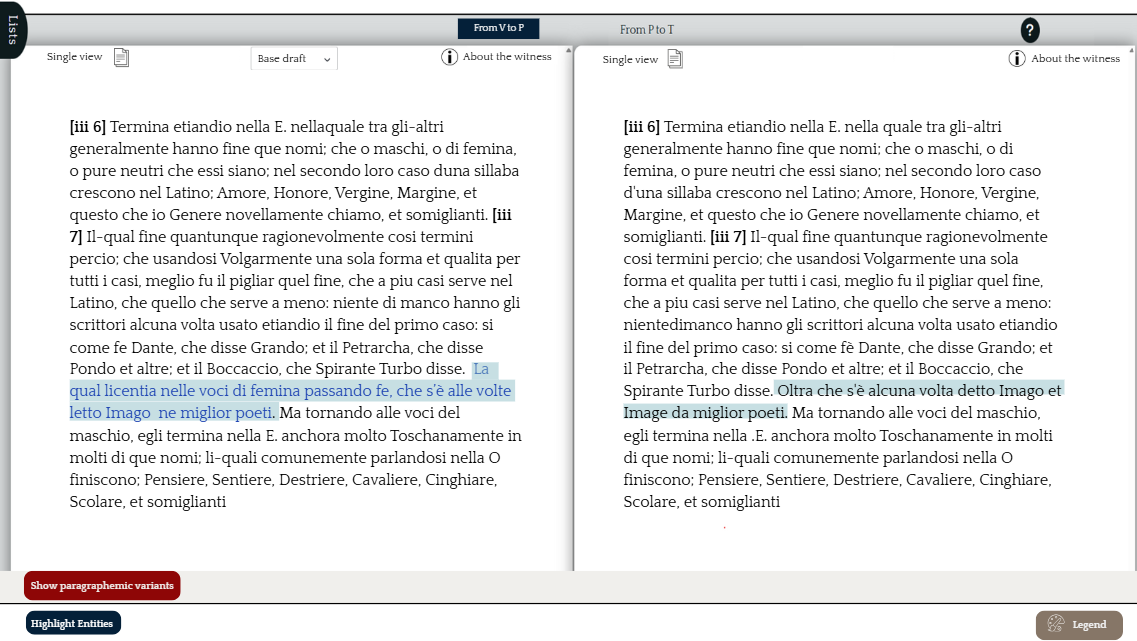 Lists
From V to P
From P to T
?
Single view
Base draft
About the witness
[iii 6] Termina etiandio nella E. nellaquale tra gli-altri
generalmente hanno fine que nomi; che o maschi, o di femina,
o pure neutri che essi siano; nel secondo loro caso duna sillaba
crescono nel Latino; Amore, Honore, Vergine, Margine, et
questo che io Genere novellamente chiamo, et somiglianti. [iii
7] Il-qual fine quantunque ragionevolmente cosi termini
percio; che usandosi Volgarmente una sola forma et qualita per
tutti i casi, meglio fu il pigliar quel fine, che a piu casi serve nel
Latino, che quello che serve a meno: niente di manco hanno gli
scrittori alcuna volta usato etiandio il fine del primo caso: si
come fe Dante, che disse Grando; et il Petrarcha, che disse
Pondo et altre; et il Boccaccio, che Spirante Turbo disse. La
qual licentia nelle voci di femina passando fe, che s'è alle volte
letto Imago ne miglior poeti. Ma tornando alle voci del
maschio, egli termina nella E. anchora molto Toschanamente in
molti di que nomi; li-quali comunemente parlandosi nella O
finiscono; Pensiere, Sentiere, Destriere, Cavaliere, Cinghiare,
Scolare, et somiglianti
Single view
About the witness
[iii 6] Termina etiandio nella E. nella quale tra gli-altri
generalmente hanno fine que nomi; che o maschi, o di
femina, o pure neutri che essi siano; nel secondo loro caso
d'una sillaba crescono nel Latino; Amore, Honore, Vergine,
Margine, et questo che io Genere novellamente chiamo, et
somiglianti. [iii 7] Il-qual fine quantunque ragionevolmente
cosi termini percio; che usandosi Volgarmente una sola
forma et qualita per tutti i casi, meglio fu il pigliar quel fine,
che a piu casi serve nel Latino, che quello che serve a meno:
nientedimanco hanno gli scrittori alcuna volta usato etiandio
il fine del primo caso: si come fè Dante, che disse Grando; et
il Petrarcha, che disse Pondo et altre; et il Boccaccio, che
Spirante Turbo disse. Oltra che s'è alcuna volta detto Imago et
Image da miglior poeti. Ma tornando alle voci del maschio,
egli termina nella .E. anchora molto Toschanamente in molti
di que nomi; li-quali comunemente parlandosi nella O
finiscono; Pensiere, Sentiere, Destriere, Cavaliere, Cinghiare,
Scolare, et somiglianti
Show paragraphemic variants
Highlight Entities
Legend